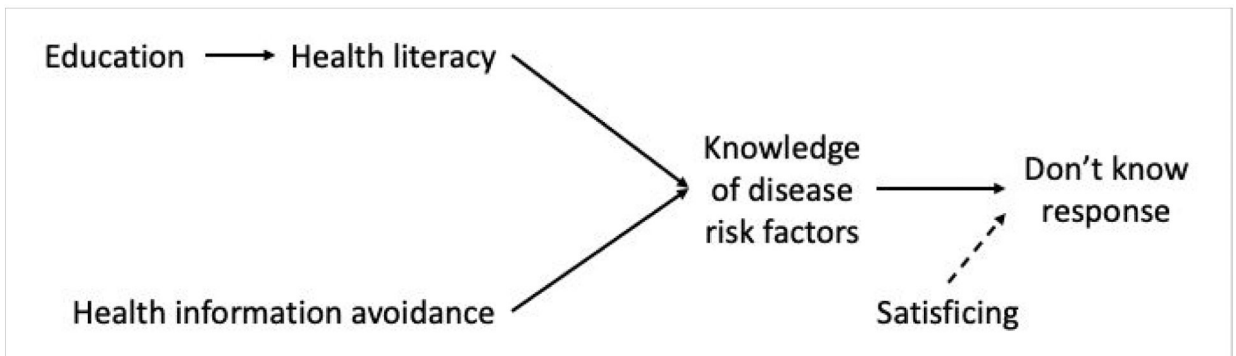 Education
Health literacy
Knowledge
of disease
risk factors
Don’t know
response
Health information avoidance
Satisficing